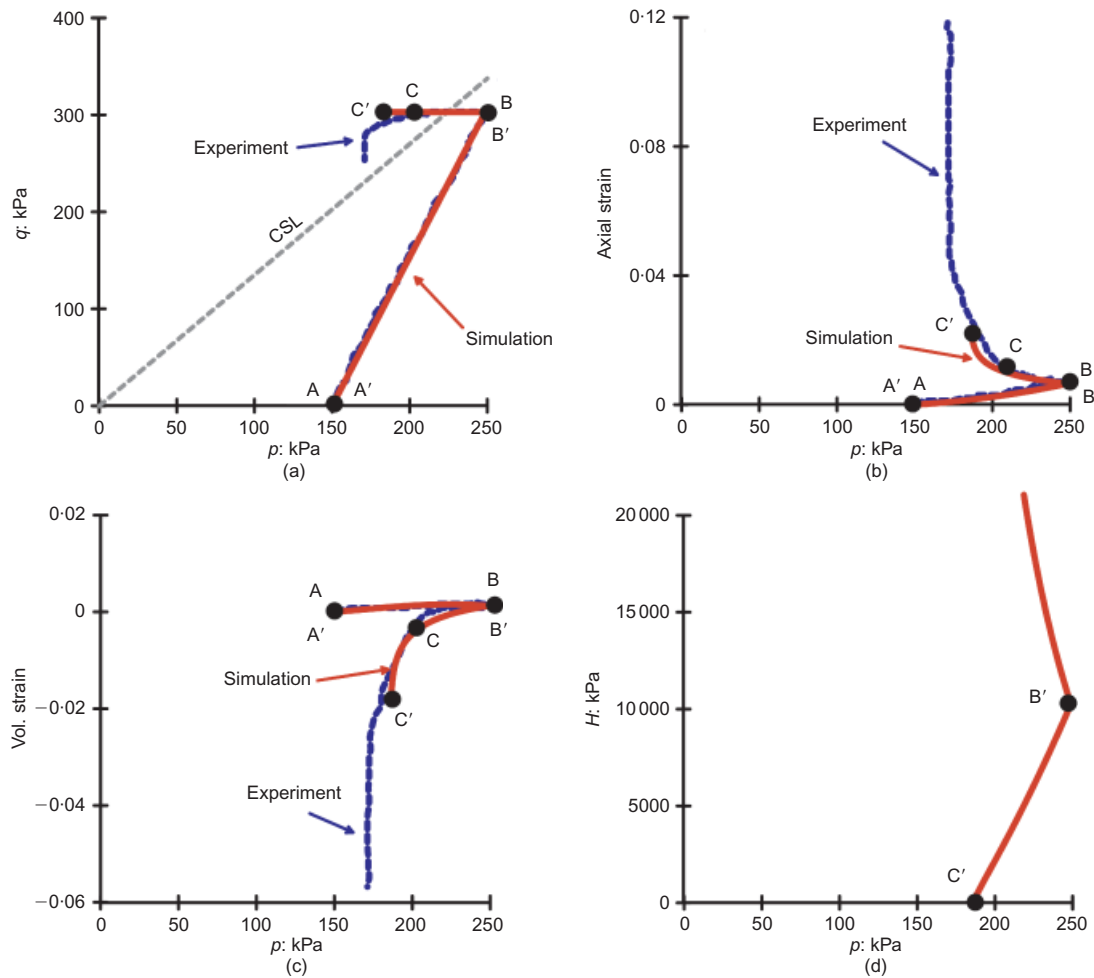 400
300
200
100
0
q: kPa
C′
C
B
B′
Experiment
CSL
Simulation
A
A′
0
50
100
150
200
250
p: kPa
(a)
0·12
0·08
0·04
0
Axial strain
Experiment
C′
Simulation
C
B
B
A′
A
0
50
100
150
200
250
p: kPa
(b)
0·02
0
−0·02
−0·04
−0·06
Vol. strain
A
A′
B
B′
C
Simulation
C′
Experiment
0
50
100
150
200
250
p: kPa
(c)
20 000
15 000
10 000
5000
0
H: kPa
B′
C′
0
50
100
150
200
250
p: kPa
(d)